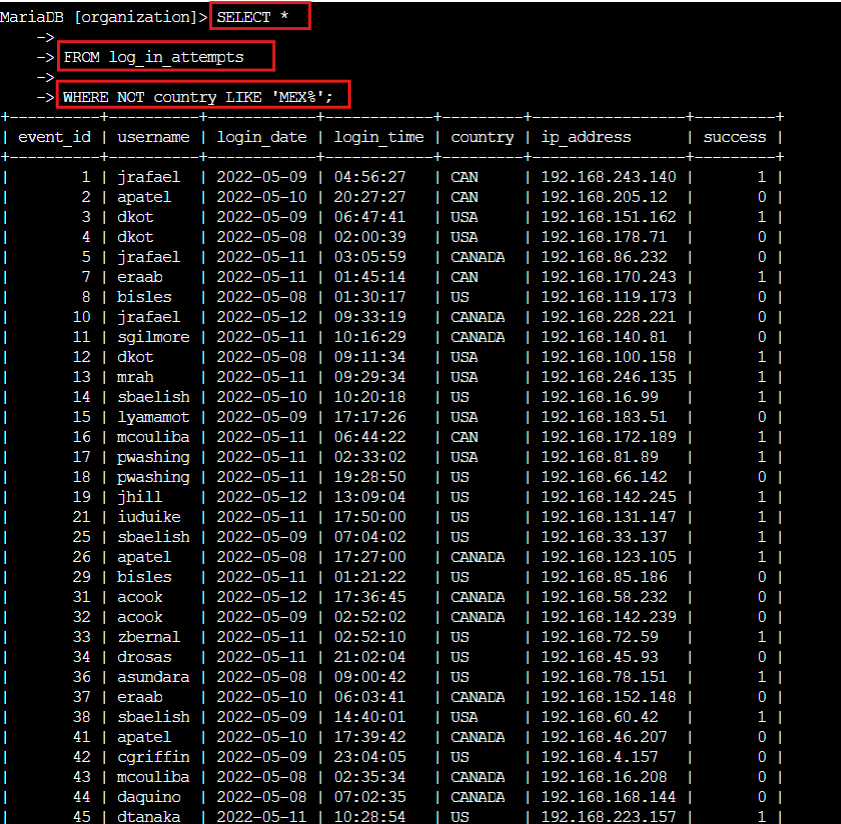 MariaDB [organization]> SELECT *
->
-> FROM log_in_attempts
->
-> WHERE NOT country LIKE 'MEX%';
+----------+----------+------------+------------+---------+-----------------+---------+
| event_id | username | login_date | login_time | country | ip_address | success |
+----------+----------+------------+------------+---------+-----------------+---------+
| 1 | jrafael | 2022-05-09 | 04:56:27 | CAN | 192.168.243.140 | 1 |
| 2 | apatel | 2022-05-10 | 20:27:27 | CAN | 192.168.205.12 | 0 |
| 3 | dkot | 2022-05-09 | 06:47:41 | USA | 192.168.151.162 | 1 |
| 4 | dkot | 2022-05-08 | 02:00:39 | USA | 192.168.178.71 | 0 |
| 5 | jrafael | 2022-05-11 | 03:05:59 | CANADA | 192.168.86.232 | 0 |
| 7 | eraab | 2022-05-11 | 01:45:14 | CAN | 192.168.170.243 | 1 |
| 8 | bisles | 2022-05-08 | 01:30:17 | US | 192.168.119.173 | 0 |
| 10 | jrafael | 2022-05-12 | 09:33:19 | CANADA | 192.168.228.221 | 0 |
| 11 | sgilmore | 2022-05-11 | 10:16:29 | CANADA | 192.168.140.81 | 0 |
| 12 | dkot | 2022-05-08 | 09:11:34 | USA | 192.168.100.158 | 1 |
| 13 | mrah | 2022-05-11 | 09:29:34 | USA | 192.168.246.135 | 1 |
| 14 | sbaelish | 2022-05-10 | 10:20:18 | US | 192.168.16.99 | 1 |
| 15 | lyamamot | 2022-05-09 | 17:17:26 | USA | 192.168.183.51 | 0 |
| 16 | mcouliba | 2022-05-11 | 06:44:22 | CAN | 192.168.172.189 | 1 |
| 17 | pwashing | 2022-05-11 | 02:33:02 | USA | 192.168.81.89 | 1 |
| 18 | pwashing | 2022-05-11 | 19:28:50 | US | 192.168.66.142 | 0 |
| 19 | jhill | 2022-05-12 | 13:09:04 | US | 192.168.142.245 | 1 |
| 21 | iuduike | 2022-05-11 | 17:50:00 | US | 192.168.131.147 | 1 |
| 25 | sbaelish | 2022-05-09 | 07:04:02 | US | 192.168.33.137 | 1 |
| 26 | apatel | 2022-05-08 | 17:27:00 | CANADA | 192.168.123.105 | 1 |
| 29 | bisles | 2022-05-11 | 01:21:22 | US | 192.168.85.186 | 0 |
| 31 | acook | 2022-05-12 | 17:36:45 | CANADA | 192.168.58.232 | 0 |
| 32 | acook | 2022-05-09 | 02:52:02 | CANADA | 192.168.142.239 | 0 |
| 33 | zbernal | 2022-05-11 | 02:52:10 | US | 192.168.72.59 | 1 |
| 34 | drosas | 2022-05-11 | 21:02:04 | US | 192.168.45.93 | 0 |
| 36 | asundara | 2022-05-08 | 09:00:42 | US | 192.168.78.151 | 1 |
| 37 | eraab | 2022-05-10 | 06:03:41 | CANADA | 192.168.152.148 | 0 |
| 38 | sbaelish | 2022-05-09 | 14:40:01 | USA | 192.168.60.42 | 1 |
| 41 | apatel | 2022-05-10 | 17:39:42 | CANADA | 192.168.46.207 | 0 |
| 42 | cgriffin | 2022-05-09 | 23:04:05 | US | 192.168.4.157 | 0 |
| 43 | mcouliba | 2022-05-08 | 02:35:34 | CANADA | 192.168.16.208 | 0 |
| 44 | daquino | 2022-05-08 | 07:02:35 | CANADA | 192.168.168.144 | 0 |
| 45 | dtanaka | 2022-05-11 | 10:28:54 | US | 192.168.223.157 | 1 |